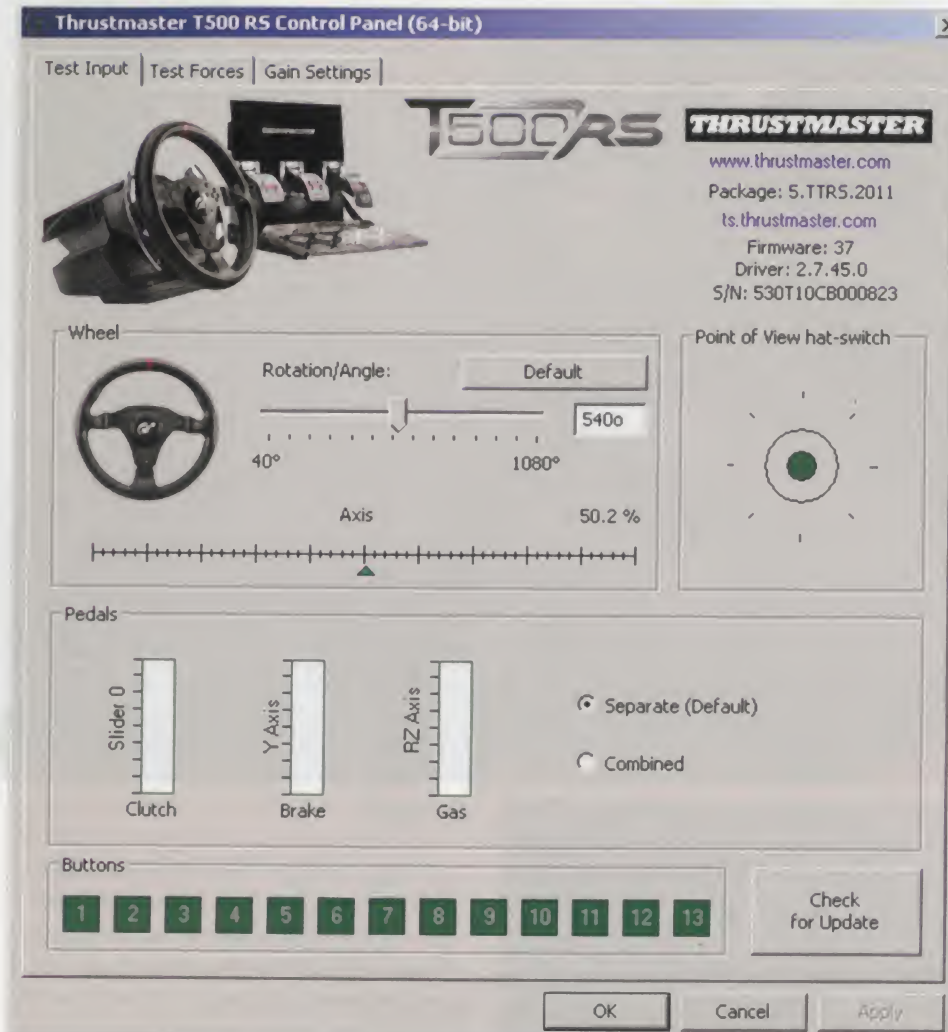 Thrustmaster T500 RS Control Panel (64-bit)
Test Input
Test Forces
Gain Settings
T500RS
THRUSTMASTER
www.thrustmaster.com
Package: 5.TTRS.2011
ts.thrustmaster.com
Firmware: 37
Driver: 2.7.45.0
S/N: 530T10CB000823
Wheel
Rotation/Angle:
Default
540o
40°
1080°
Axis
50.2 %
Point of View hat-switch
Pedals
Slider 0
Clutch
Y Axis
Brake
RZ Axis
Gas
Separate (Default)
Combined
Buttons
1 2 3 4 5 6 7 8 9 10 11 12 13
Check
for Update
OK
Cancel
Apply